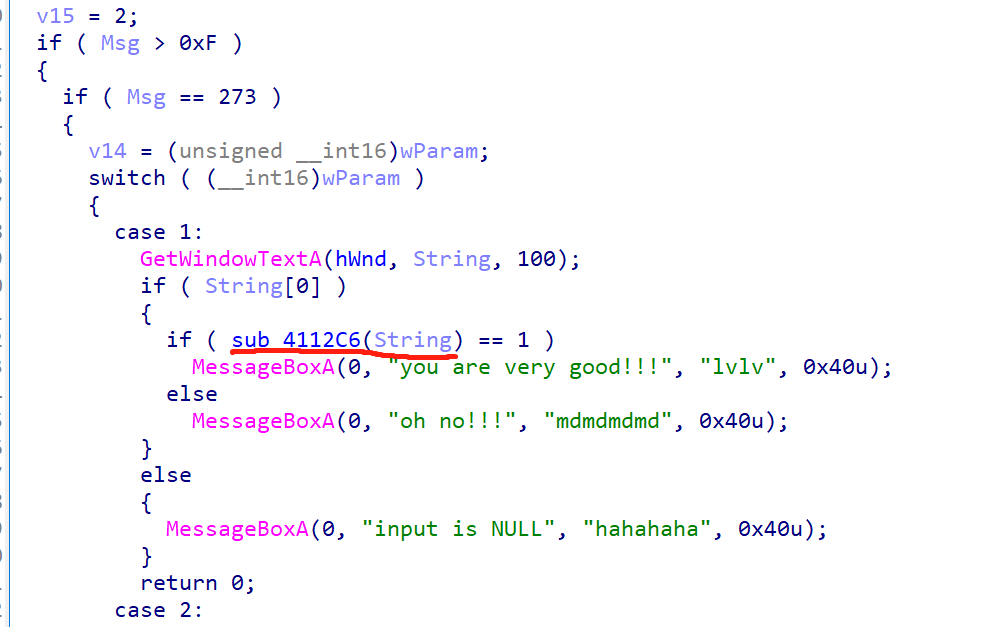 v15 = 2;
if ( Msg > 0xF )
{
if ( Msg == 273 )
{
v14 = (unsigned __int16)wParam;
switch ( (__int16)wParam )
{
case 1:
GetWindowTextA(hWnd, String, 100);
if ( String[0] )
{
if ( sub_4112C6(String) == 1 )
MessageBoxA(0, "you are very good!!!", "lvlv", 0x40u);
else
MessageBoxA(0, "oh no!!!", "mdmdmdmd", 0x40u);
}
else
{
MessageBoxA(0, "input is NULL", "hahahaha", 0x40u);
}
return 0;
case 2: